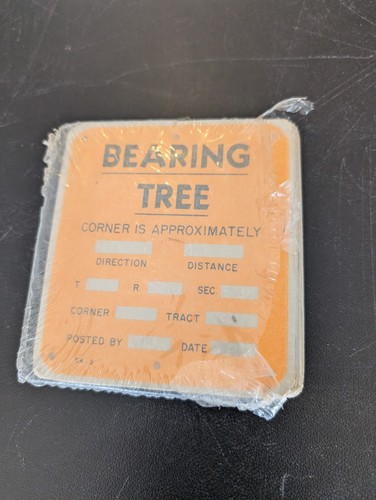 BEARING
TREE
CORNER IS APPROXIMATELY
DIRECTION DISTANCE
T R SEC
CORNER TRACT
POSTED BY DATE